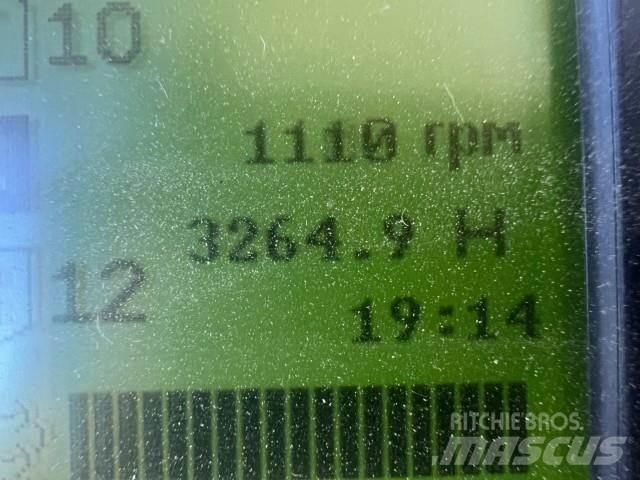 10
1110 rpm
3264.9 H
12
19:14
RITCHIE BROS.
MASCUS